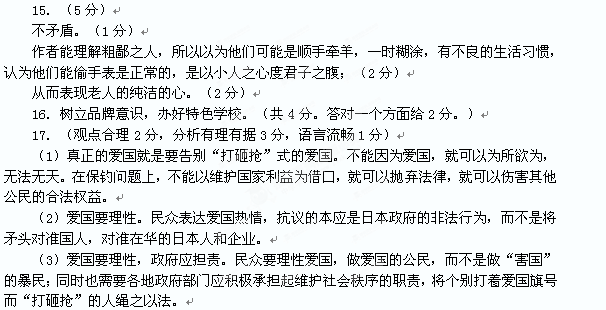 15. （5分）
不矛盾。（1分）
作者能理解粗鄙之人，所以以为他们可能是顺手牵羊，一时糊涂，有不良的生活习惯，
认为他们能偷手表是正常的，是以小人之心度君子之腹；（2分）
从而表现老人的纯洁的心。（2分）
16. 树立品牌意识，办好特色学校。（共4分。答对一个方面给2分。）
17. （观点合理2分，分析有理有据3分，语言流畅1分）
（1）真正的爱国就是要告别“打砸抢”式的爱国。不能因为爱国，就可以为所欲为，
无法无天。在保钓问题上，不能以维护国家利益为借口，就可以抛弃法律，就可以伤害其他
公民的合法权益。
（2）爱国要理性。民众表达爱国热情，抗议的本应是日本政府的非法行为，而不是将
矛头对准国人，对准在华的日本人和企业。
（3）爱国要理性，政府应担责。民众要理性爱国，做爱国的公民，而不是做“害国”
的暴民；同时也需要各地政府部门应积极承担起维护社会秩序的职责，将个别打着爱国旗号
而“打砸抢”的人绳之以法。